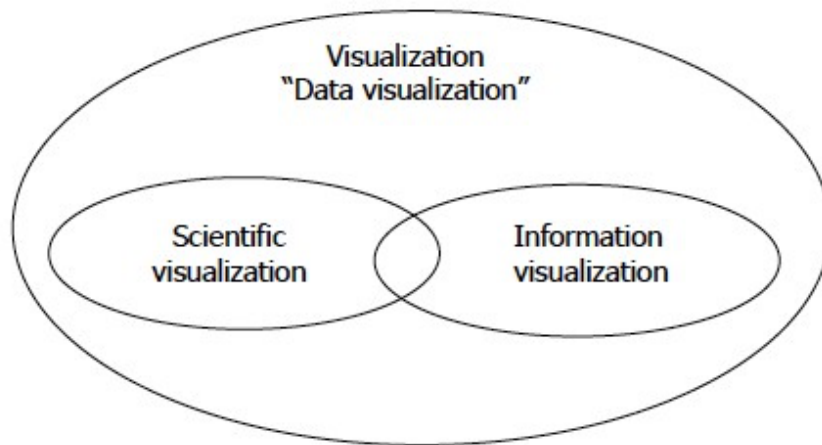 Visualization
“Data visualization”
Scientific
visualization
Information
visualization